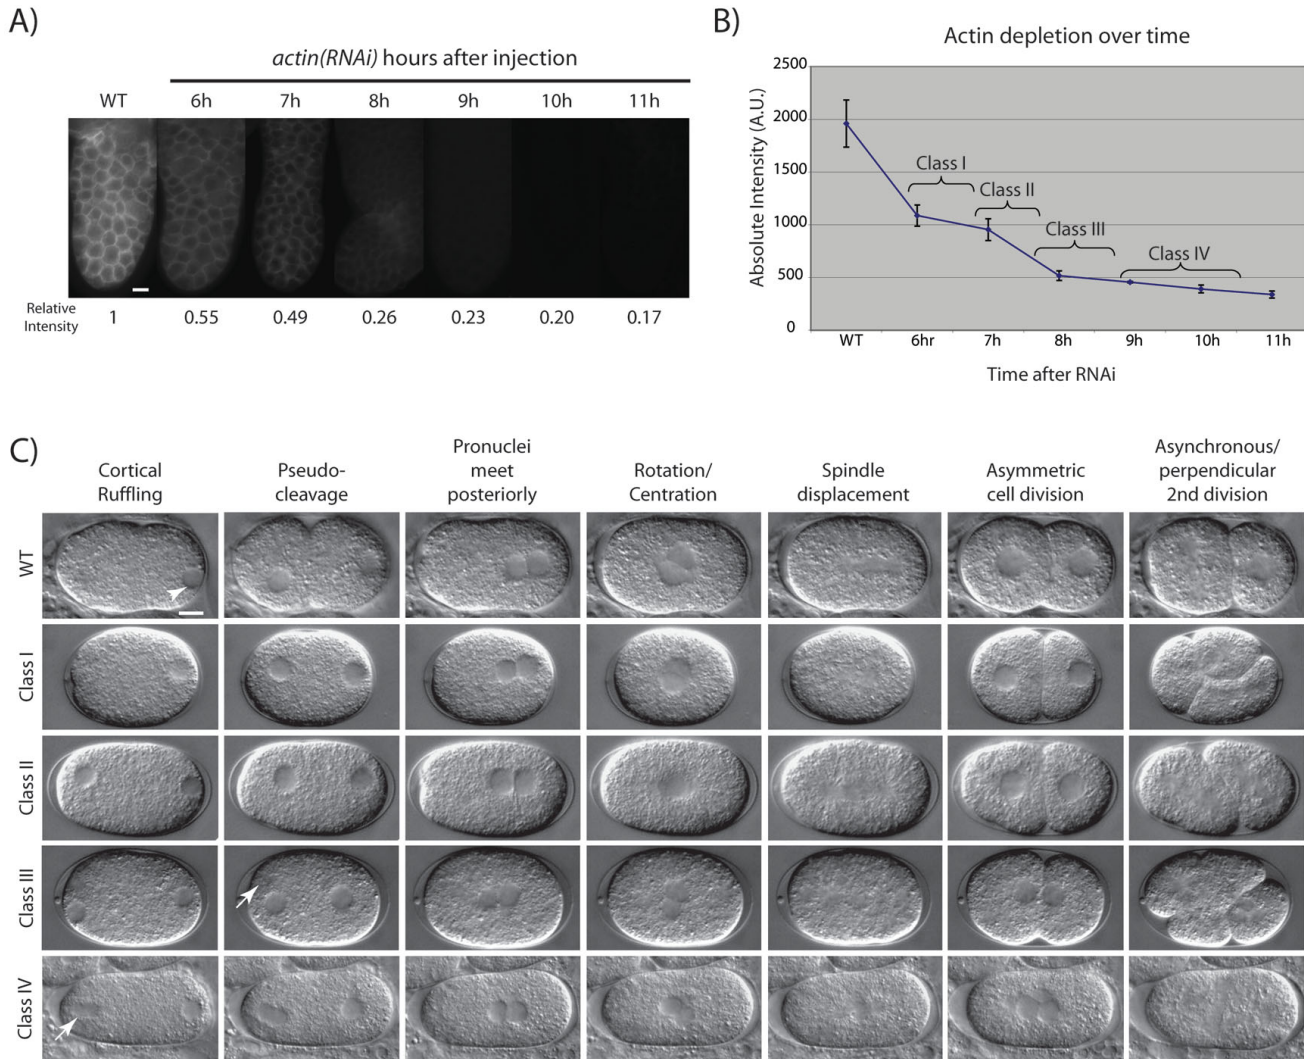 A)
actin(RNAi) hours after injection
WT 6h 7h 8h 9h 10h 11h
Relative
Intensity
1 0.55 0.49 0.26 0.23 0.20 0.17
B)
Actin depletion over time
Absolute Intensity (A.U.)
2500
2000
1500
1000
500
0
Class I
Class II
Class III
Class IV
WT 6hr 7h 8h 9h 10h 11h
Time after RNAi
C)
Cortical
Ruffling
Pseudo-
cleavage
Pronuclei
meet
posteriorly
Rotation/
Centration
Spindle
displacement
Asymmetric
cell division
Asynchronous/
perpendicular
2nd division
WT
Class I
Class II
Class III
Class IV